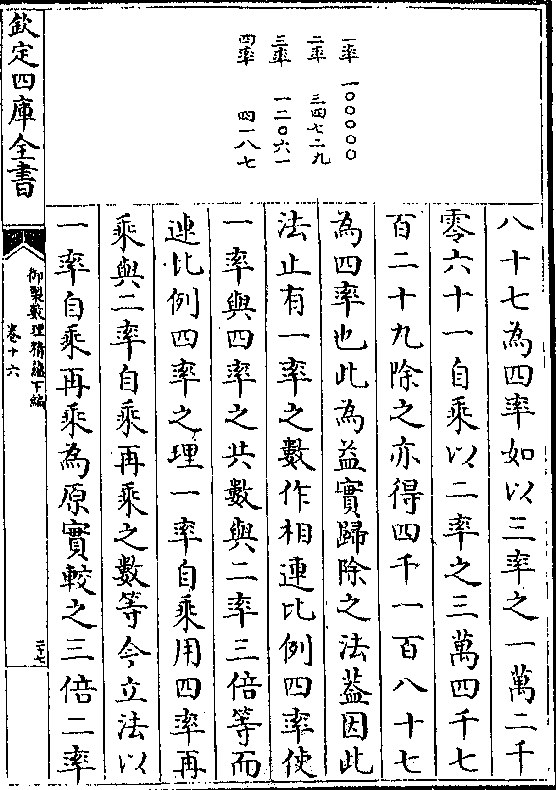 一率 一〇〇〇〇〇
二率 三四七二九
三率 一二〇六一
四率 四一八七
八十七為四率如以三率之一萬二千
零六十一自乘以二率之三萬四千七
百二十九除之亦得四千一百八十七
為四率也此為益實歸除之法葢因此
法止有一率之數作相連比例四率使
一率與四率之共數與二率三倍等而
連比例四率之理一率自乘用四率再
乘與二率自乘再乘之數等今立法以
一率自乘再乘為原實較之三倍二率
欽定四庫全書
御製數理精蘊下編
卷十六
三十七